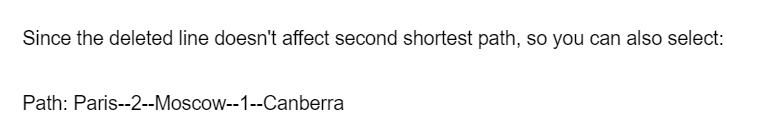 Since the deleted line doesn't affect second shortest path, so you can also select:
Path: Paris--2--Moscow--1--Canberra